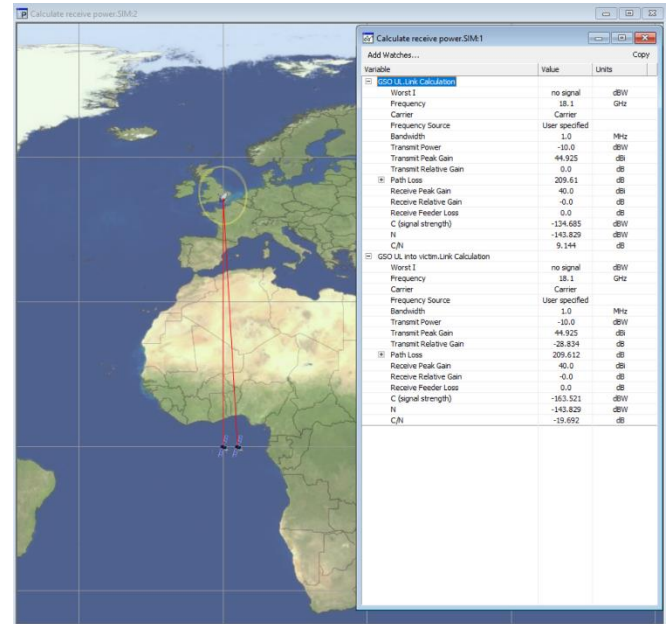 Calculate receive power.SIM:2
Calculate receive power.SIM:1
Add Watches... Copy
Variable Value Units
GSO UL.Link Calculation
Worst I no signal dBW
Frequency 18.1 GHz
Carrier Carrier
Frequency Source User specified
Bandwidth 1.0 MHz
Transmit Power -10.0 dBW
Transmit Peak Gain 44.925 dBi
Transmit Relative Gain 0.0 dB
Path Loss 209.61 dB
Receive Peak Gain 40.0 dBi
Receive Relative Gain -0.0 dB
Receive Feeder Loss 0.0 dB
C (signal strength) -134.685 dBW
N -143.829 dBW
C/N 9.144 dB
GSO UL into victim.Link Calculation
Worst I no signal dBW
Frequency 18.1 GHz
Carrier Carrier
Frequency Source User specified
Bandwidth 1.0 MHz
Transmit Power -10.0 dBW
Transmit Peak Gain 44.925 dBi
Transmit Relative Gain -28.834 dB
Path Loss 209.612 dB
Receive Peak Gain 40.0 dBi
Receive Relative Gain -0.0 dB
Receive Feeder Loss 0.0 dB
C (signal strength) -163.521 dBW
N -143.829 dBW
C/N -19.692 dB